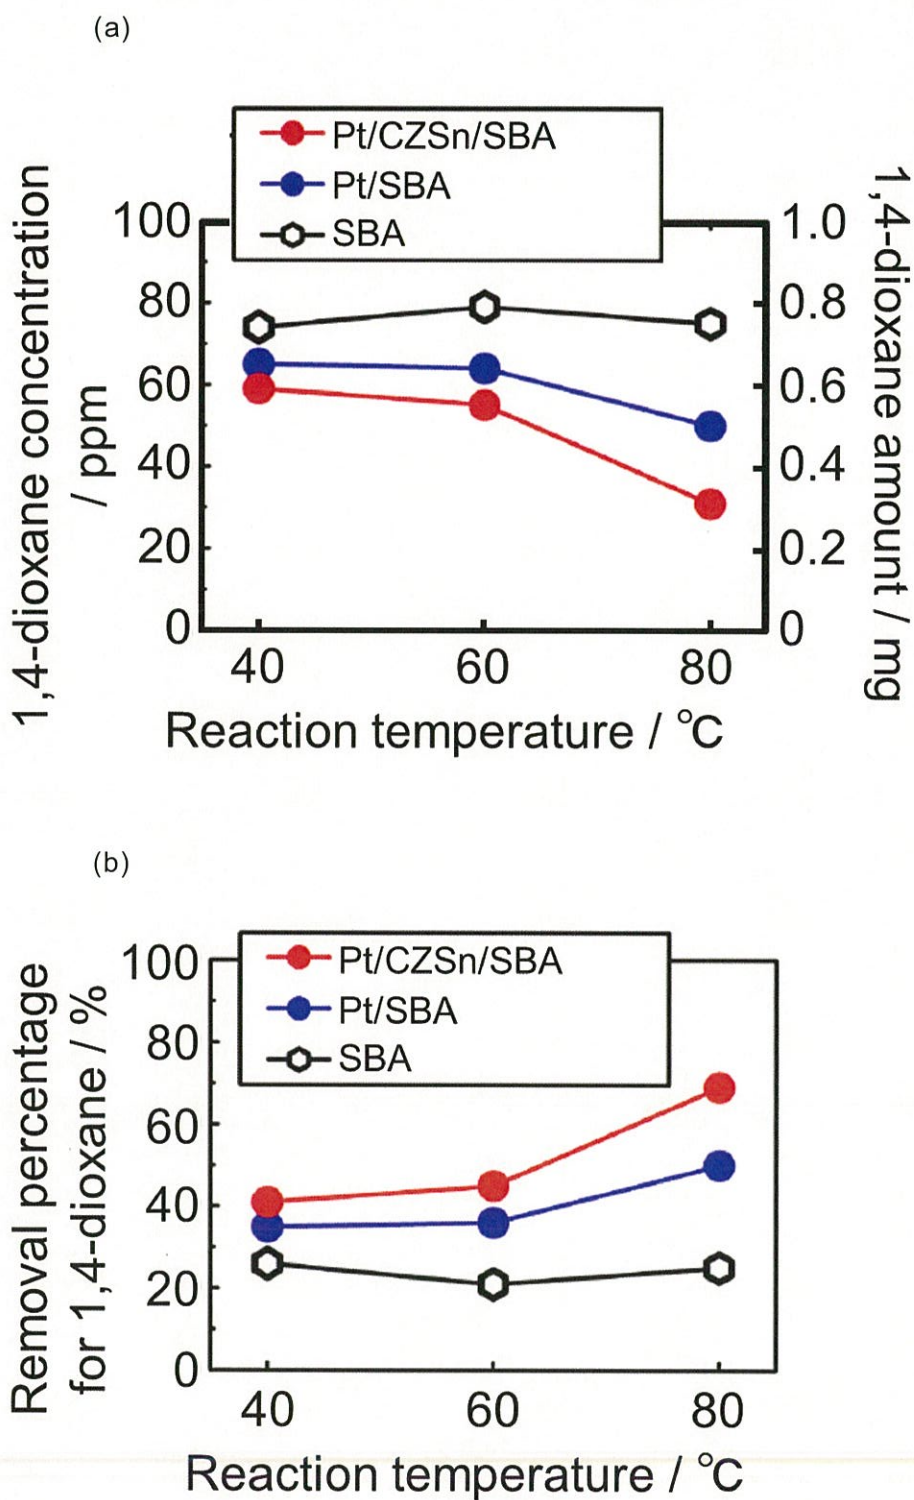 (a)
Pt/CZSn/SBA
Pt/SBA
SBA
1,4-dioxane concentration
/ ppm
100
80
60
40
20
0
1.0
0.8
0.6
0.4
0.2
0
1,4-dioxane amount / mg
40 60 80
Reaction temperature / ℃
(b)
Pt/CZSn/SBA
Pt/SBA
SBA
Removal percentage
for 1,4-dioxane / %
100
80
60
40
20
0
40 60 80
Reaction temperature / ℃